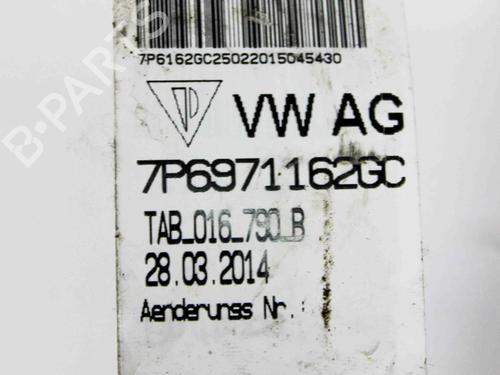 7P6162GC25022015045430
VW AG
7P6971162GC
TAB_016_790_B
28.03.2014
Aenderungs Nr.:
B-PARTS